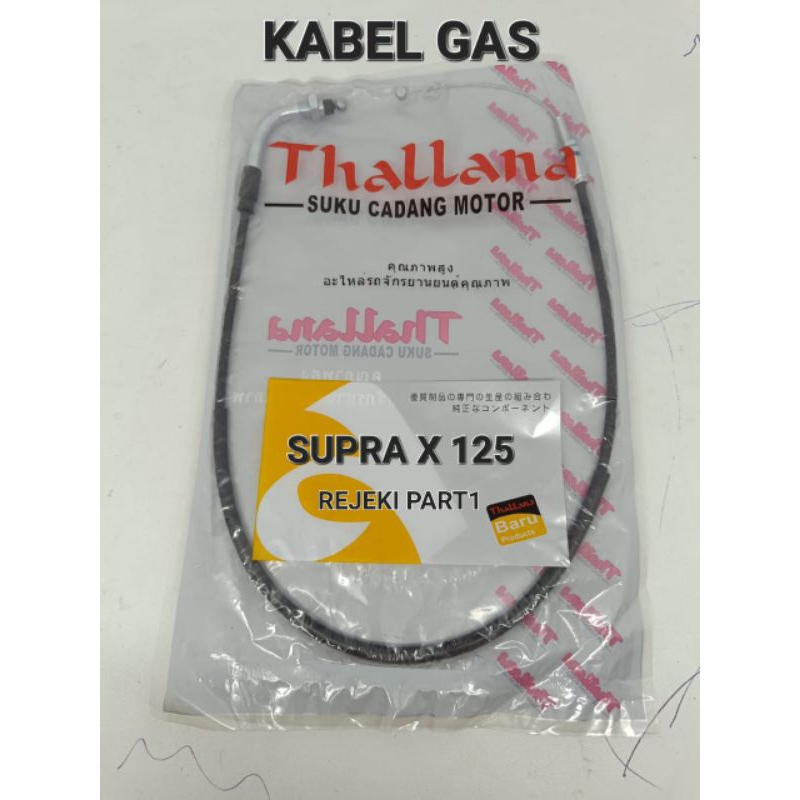 KABEL GAS
Thallana
SUKU CADANG MOTOR
คุณภาพสูง
อะไหล่รถจักรยานยนต์คุณภาพ
Thallana
SUKU CADANG MOTOR
優質制品の専門の生産の組み合わ
純正なコンポーネント
SUPRA X 125
REJEKI PART1
Thallana
Baru
Products